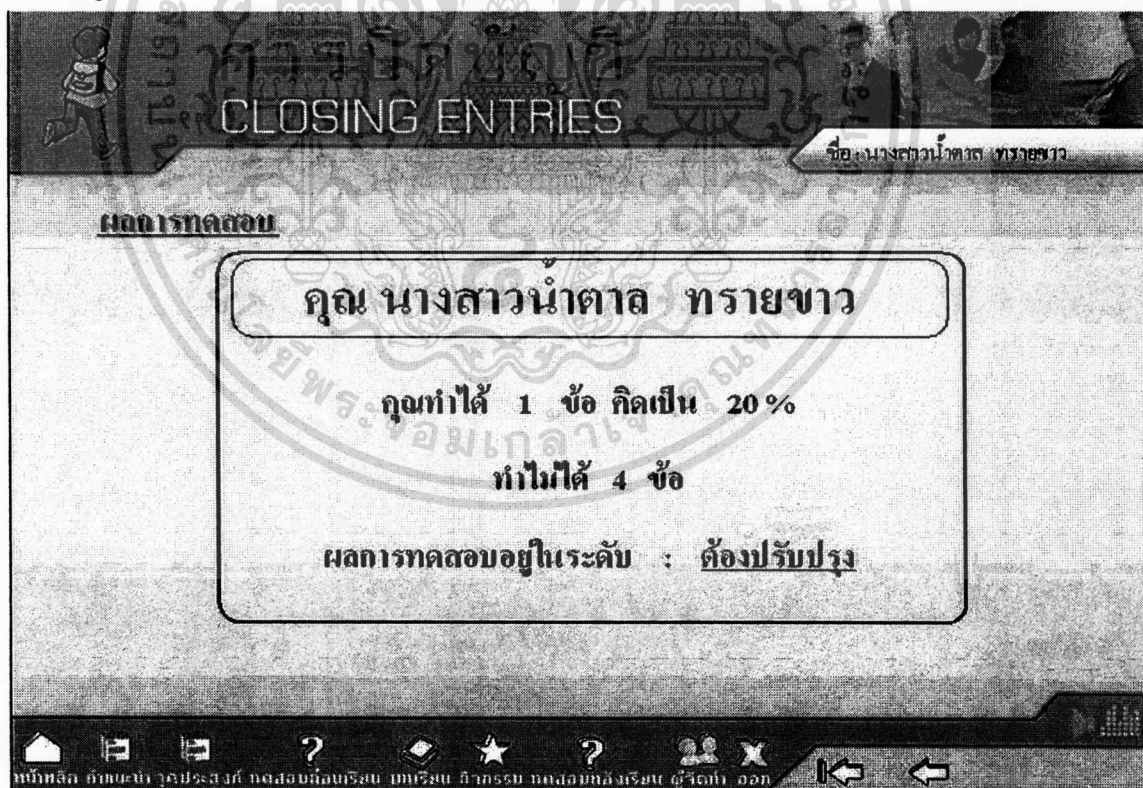 การปิดบัญชี
CLOSING ENTRIES
ชื่อ : นางสาวน้ำตาล ทรายขาว
ผลการทดสอบ
คุณ นางสาวน้ำตาล ทรายขาว
คุณทำได้ 1 ข้อ คิดเป็น 20 %
ทำไม่ได้ 4 ข้อ
ผลการทดสอบอยู่ในระดับ : ต้องปรับปรุง
หน้าหลัก คำแนะนำ จุดประสงค์ ทดสอบก่อนเรียน บทเรียน กิจกรรม ทดสอบหลังเรียน ผู้จัดทำ ออก